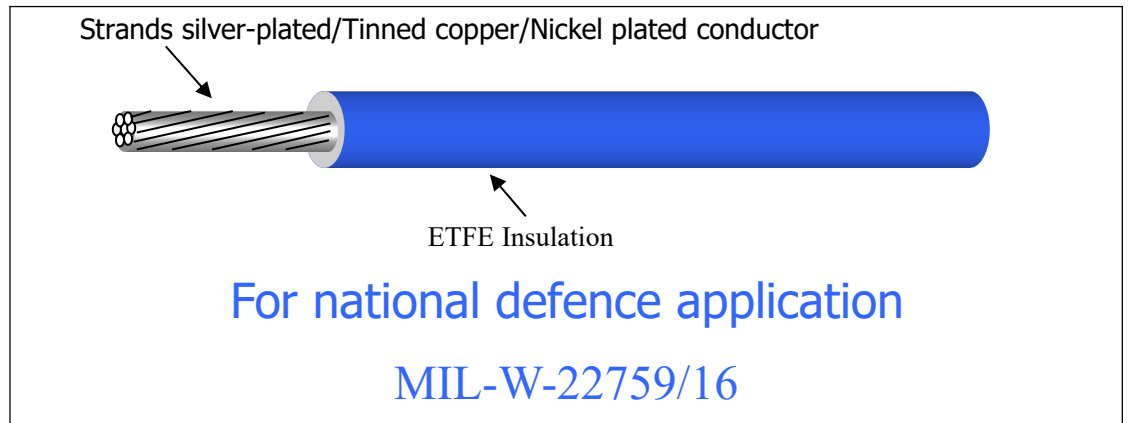 Strands silver-plated/Tinned copper/Nickel plated conductor
ETFE Insulation
For national defence application
MIL-W-22759/16